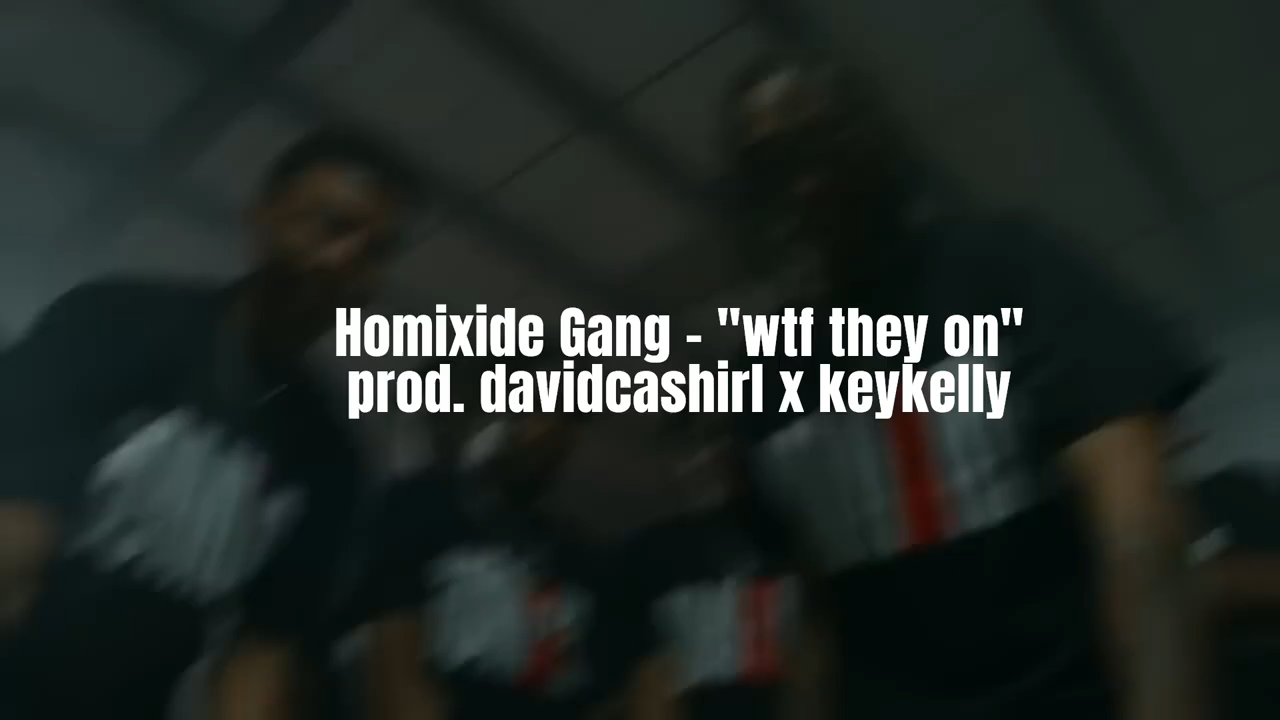 Homixide Gang - "wtf they on"
prod. davidcashirl x keykelly